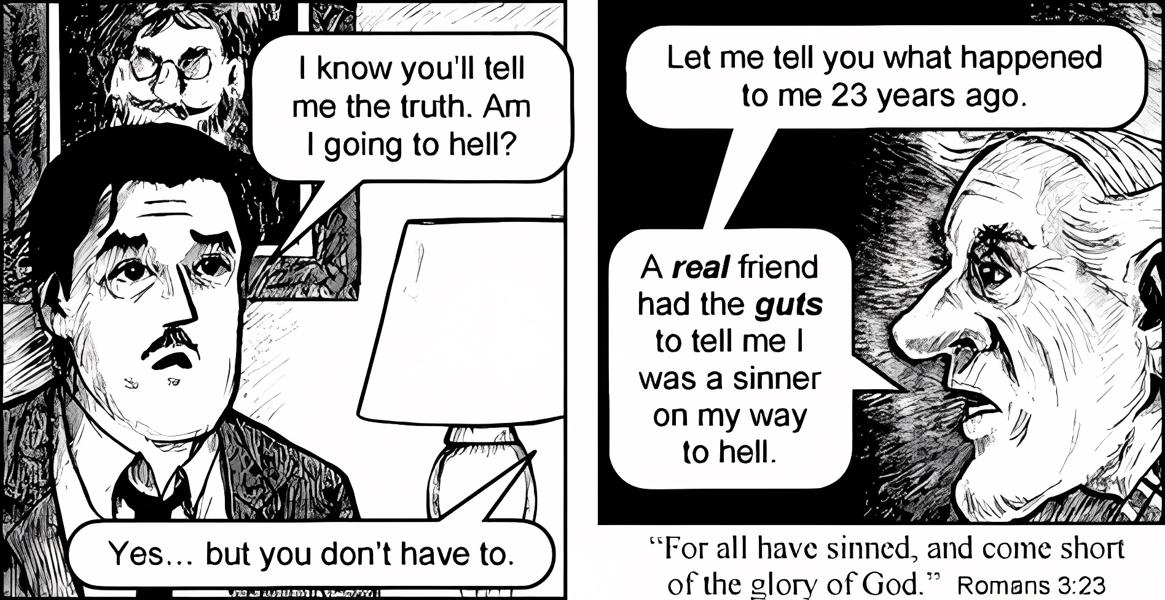 I know you'll tell
me the truth. Am
I going to hell?
Yes... but you don't have to.
Let me tell you what happened
to me 23 years ago.
A real friend
had the guts
to tell me I
was a sinner
on my way
to hell.
“For all have sinned, and come short
of the glory of God.” Romans 3:23